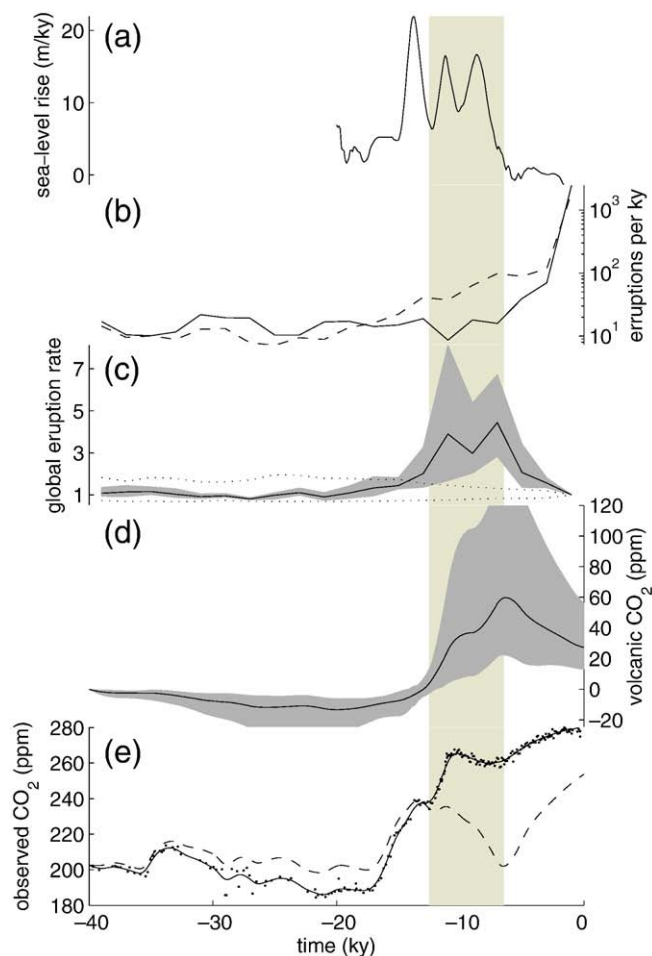 (a)
sea-level rise (m/ky)
20
10
0
(b)
erruptions per ky
10³
10²
10¹
(c)
global eruption rate
7
5
3
1
(d)
volcanic CO₂ (ppm)
120
100
80
60
40
20
0
−20
(e)
observed CO₂ (ppm)
280
260
240
220
200
180
−40 −30 −20 −10 0
time (ky)